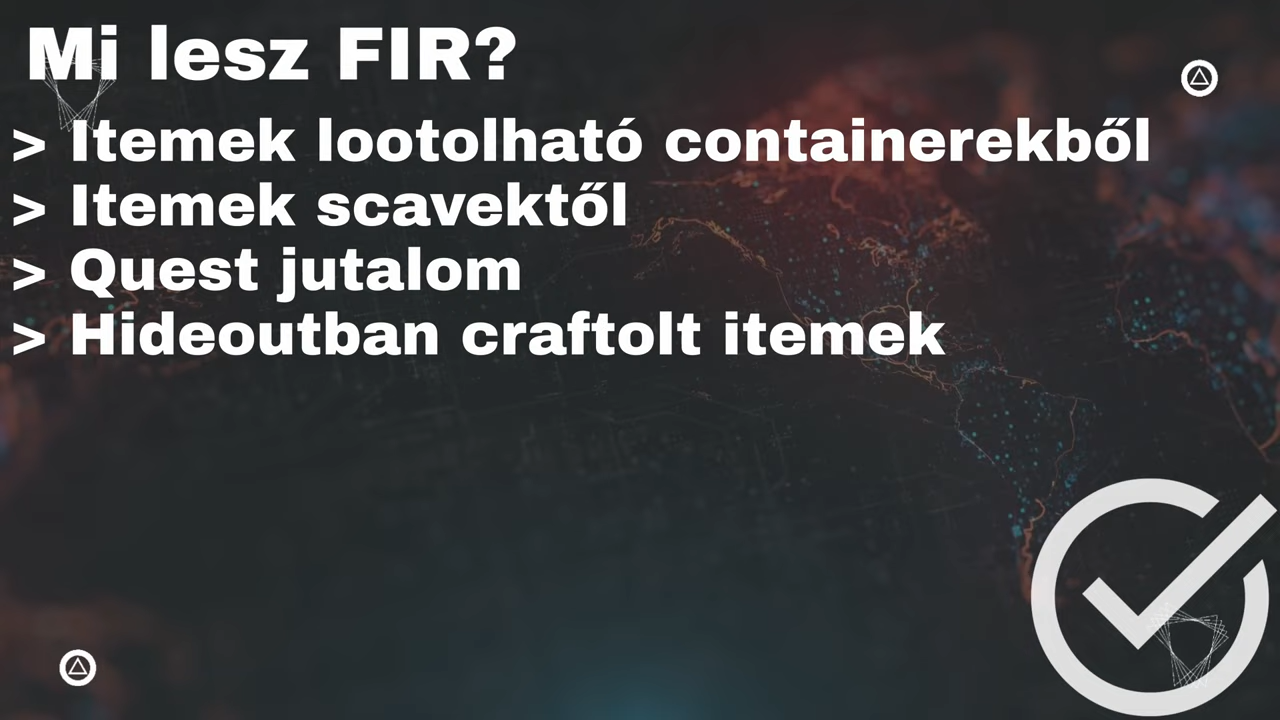 Mi lesz FIR?
> Itemek lootolható containerekből
> Itemek scavektől
> Quest jutalom
> Hideoutban craftolt itemek